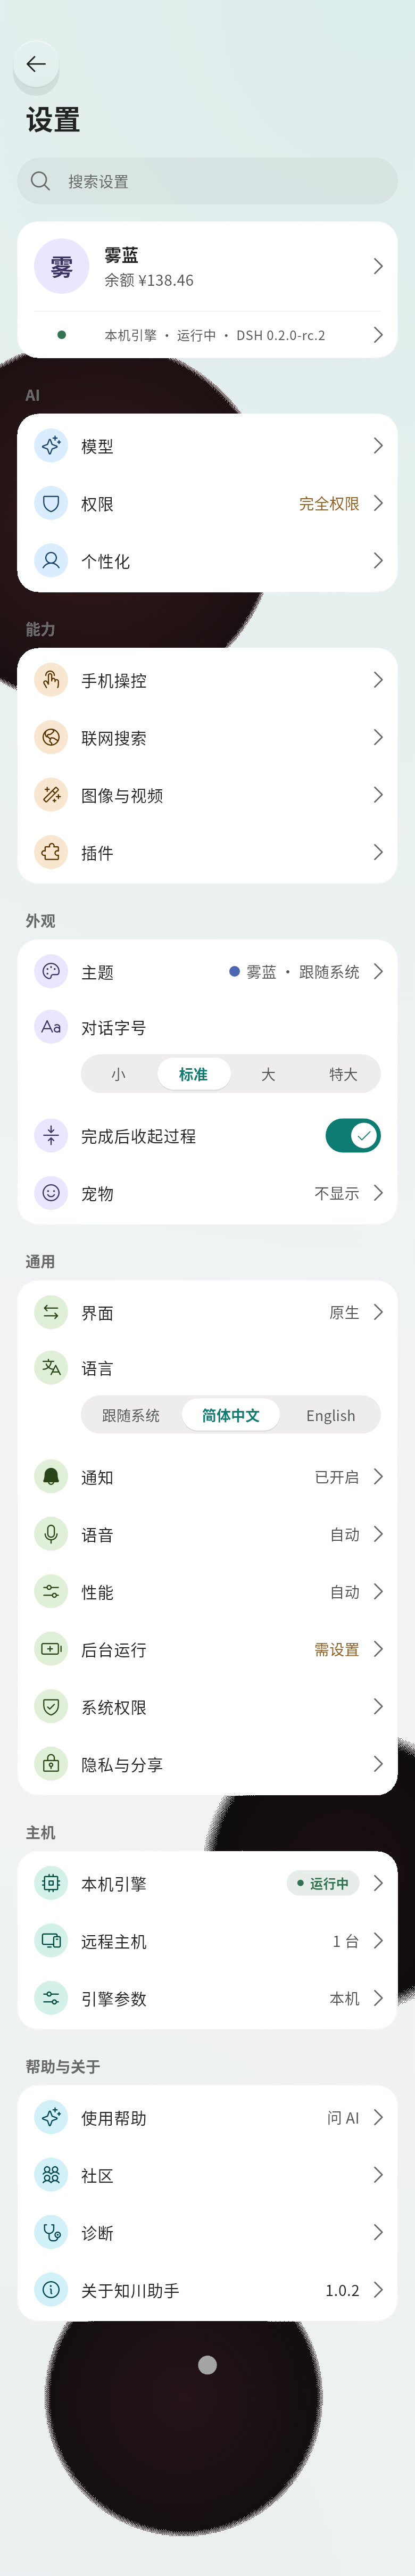 设置
搜索设置
雾
雾蓝
余额 ¥138.46
本机引擎 · 运行中 · DSH 0.2.0-rc.2
AI
模型
权限 完全权限
个性化
能力
手机操控
联网搜索
图像与视频
插件
外观
主题 雾蓝 · 跟随系统
Aa 对话字号
小 标准 大 特大
完成后收起过程
宠物 不显示
通用
界面 原生
语言
跟随系统 简体中文 English
通知 已开启
语音 自动
性能 自动
后台运行 需设置
系统权限
隐私与分享
主机
本机引擎 运行中
远程主机 1 台
引擎参数 本机
帮助与关于
使用帮助 问 AI
社区
诊断
关于知川助手 1.0.2